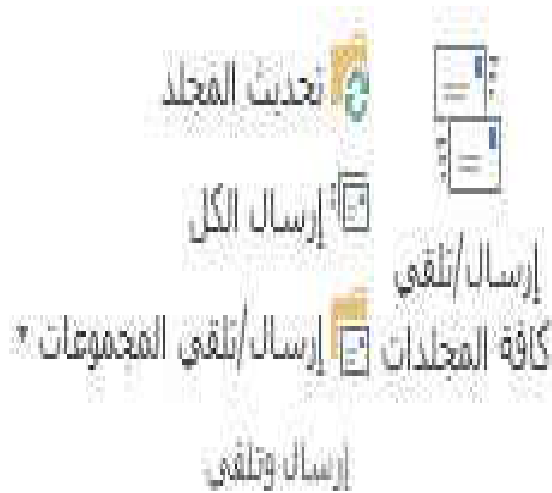 إرسال/تلقي
كافة المجلدات
تحديث المجلد
إرسال الكل
إرسال/تلقي المجموعات
إرسال وتلقي